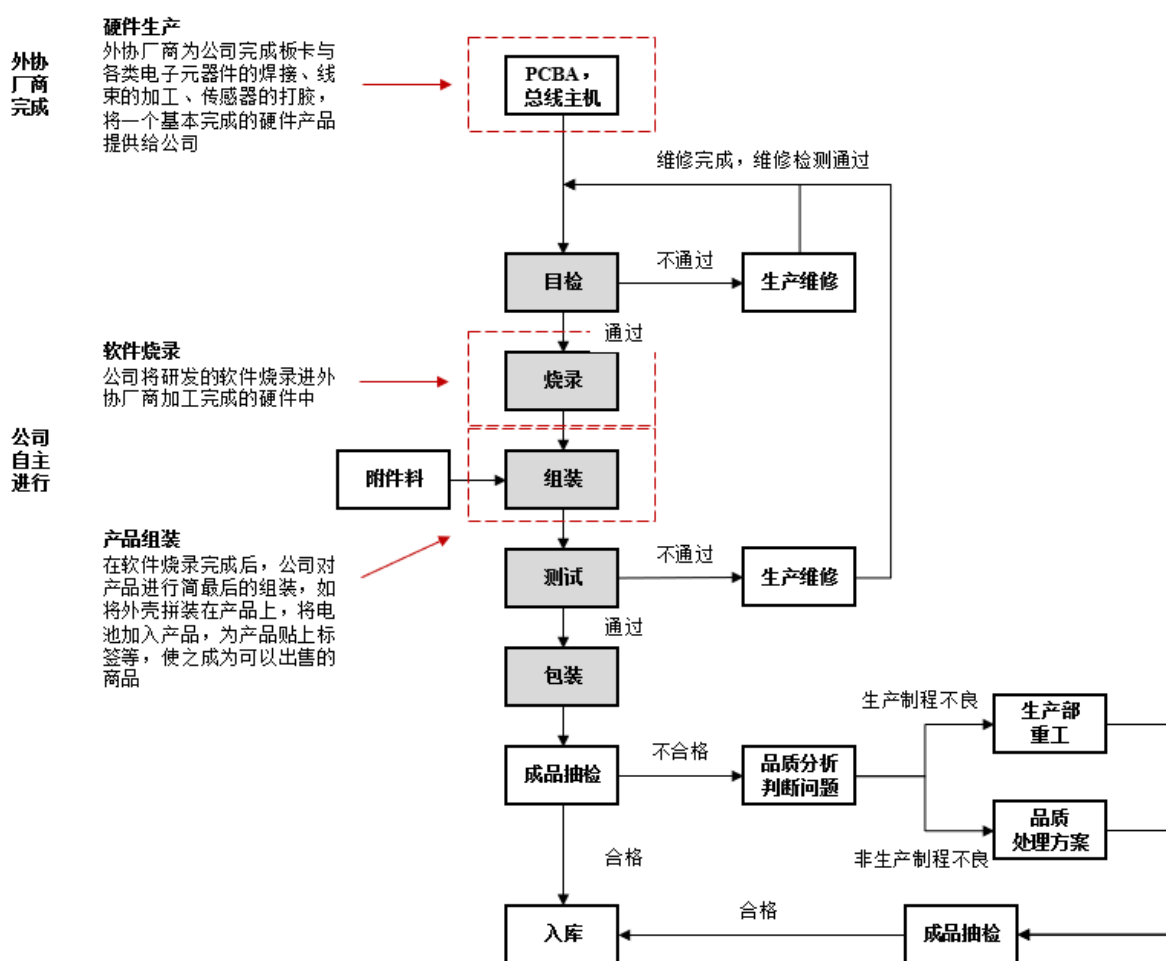 硬件生产
外协
厂商
完成
外协厂商为公司完成板卡与
各类电子元器件的焊接、线
束的加工、传感器的打胶，
将一个基本完成的硬件产品
提供给公司
PCBA，
总线主机
维修完成，维修检测通过
目检
不通过
生产维修
通过
软件烧录
公司将研发的软件烧录进外
协厂商加工完成的硬件中
烧录
公司
自主
进行
附件料
组装
产品组装
在软件烧录完成后，公司对
产品进行简最后的组装，如
将外壳拼装在产品上，将电
池加入产品，为产品贴上标
签等，使之成为可以出售的
商品
测试
不通过
生产维修
通过
包装
生产制程不良
生产部
重工
成品抽检
不合格
品质分析
判断问题
品质
处理方案
非生产制程不良
合格
入库
合格
成品抽检